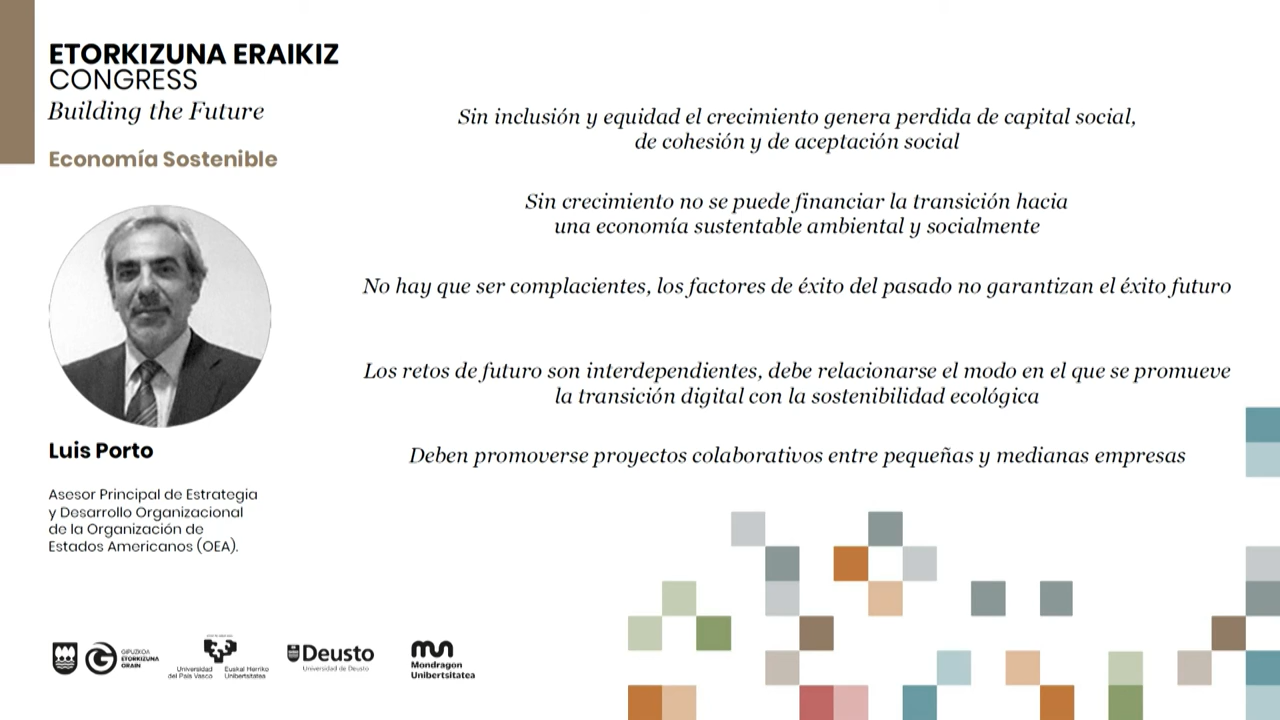 ETORKIZUNA ERAIKIZ
CONGRESS
Building the Future
Economía Sostenible
Luis Porto
Asesor Principal de Estrategia
y Desarrollo Organizacional
de la Organización de
Estados Americanos (OEA).
Sin inclusión y equidad el crecimiento genera perdida de capital social,
de cohesión y de aceptación social
Sin crecimiento no se puede financiar la transición hacia
una economía sustentable ambiental y socialmente
No hay que ser complacientes, los factores de éxito del pasado no garantizan el éxito futuro
Los retos de futuro son interdependientes, debe relacionarse el modo en el que se promueve
la transición digital con la sostenibilidad ecológica
Deben promoverse proyectos colaborativos entre pequeñas y medianas empresas
GIPUZKOA
ETORKIZUNA
ORAIN
Universidad
del País Vasco
Euskal Herriko
Unibertsitatea
Deusto
Universidad de Deusto
Mondragon
Unibertsitatea